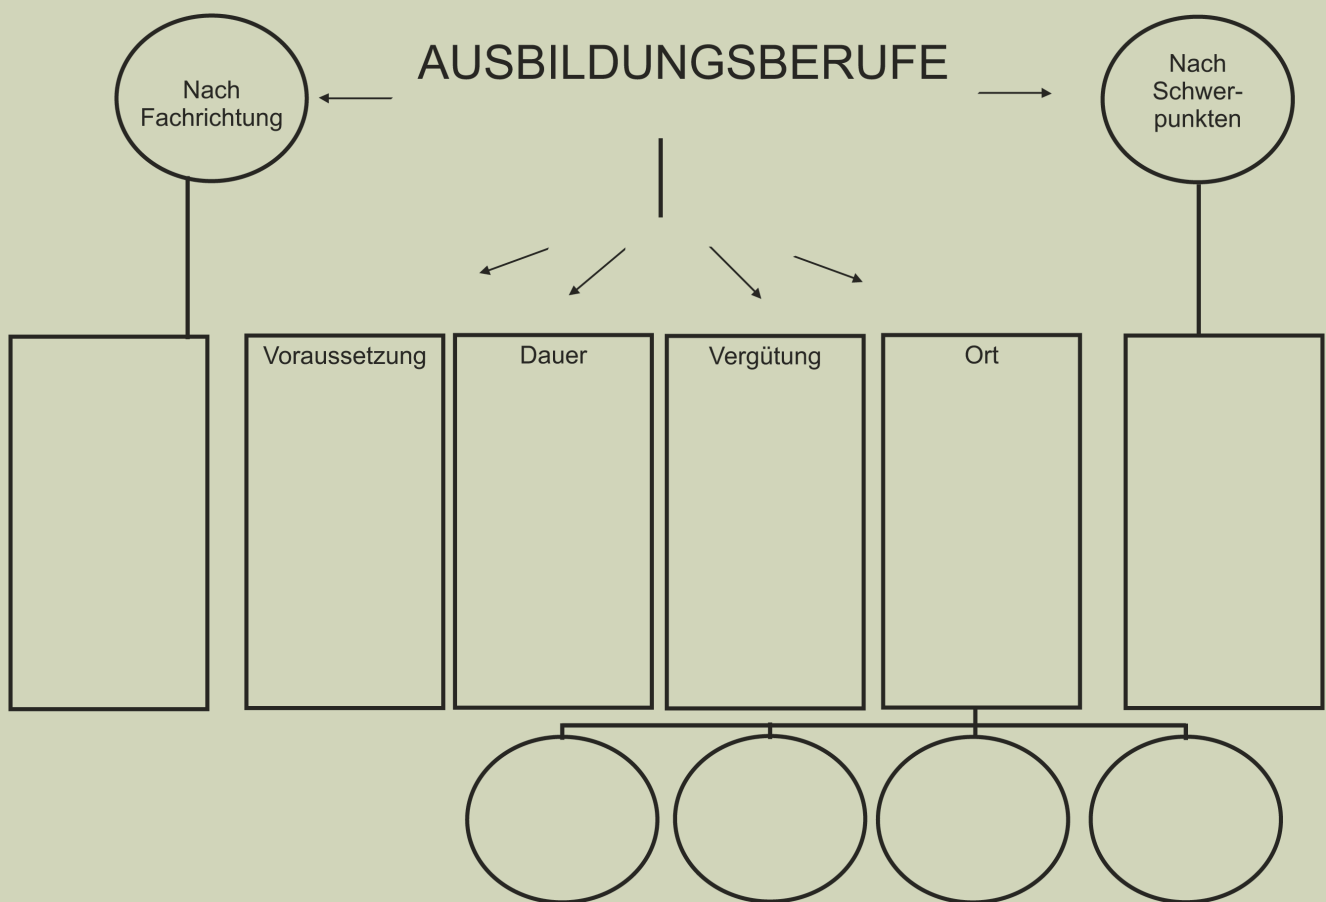 AUSBILDUNGSBERUFE
Nach
Fachrichtung
Nach
Schwer-
punkten
Voraussetzung
Dauer
Vergütung
Ort